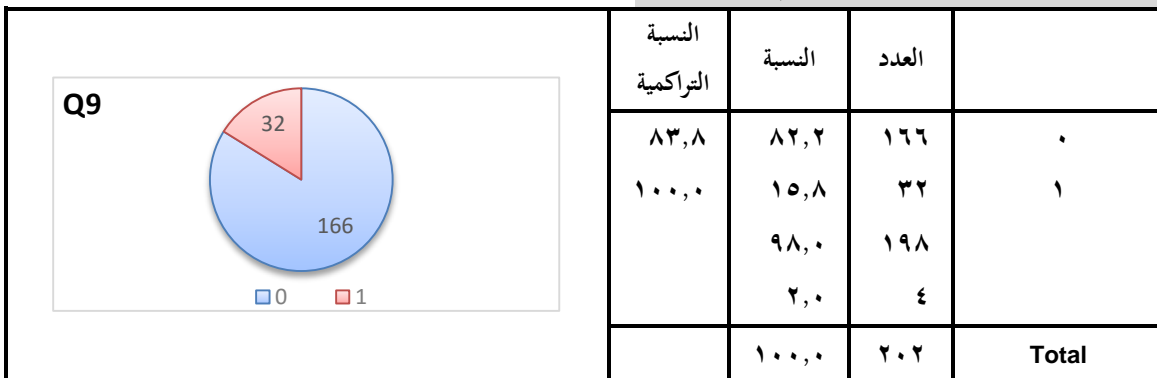 العدد النسبة النسبة التراكمية
٠ ١٦٦ ٨٢,٢ ٨٣,٨
١ ٣٢ ١٥,٨ ١٠٠,٠
١٩٨ ٩٨,٠
٤ ٢,٠
Total ٢٠٢ ١٠٠,٠
Q9
32
166
0 1